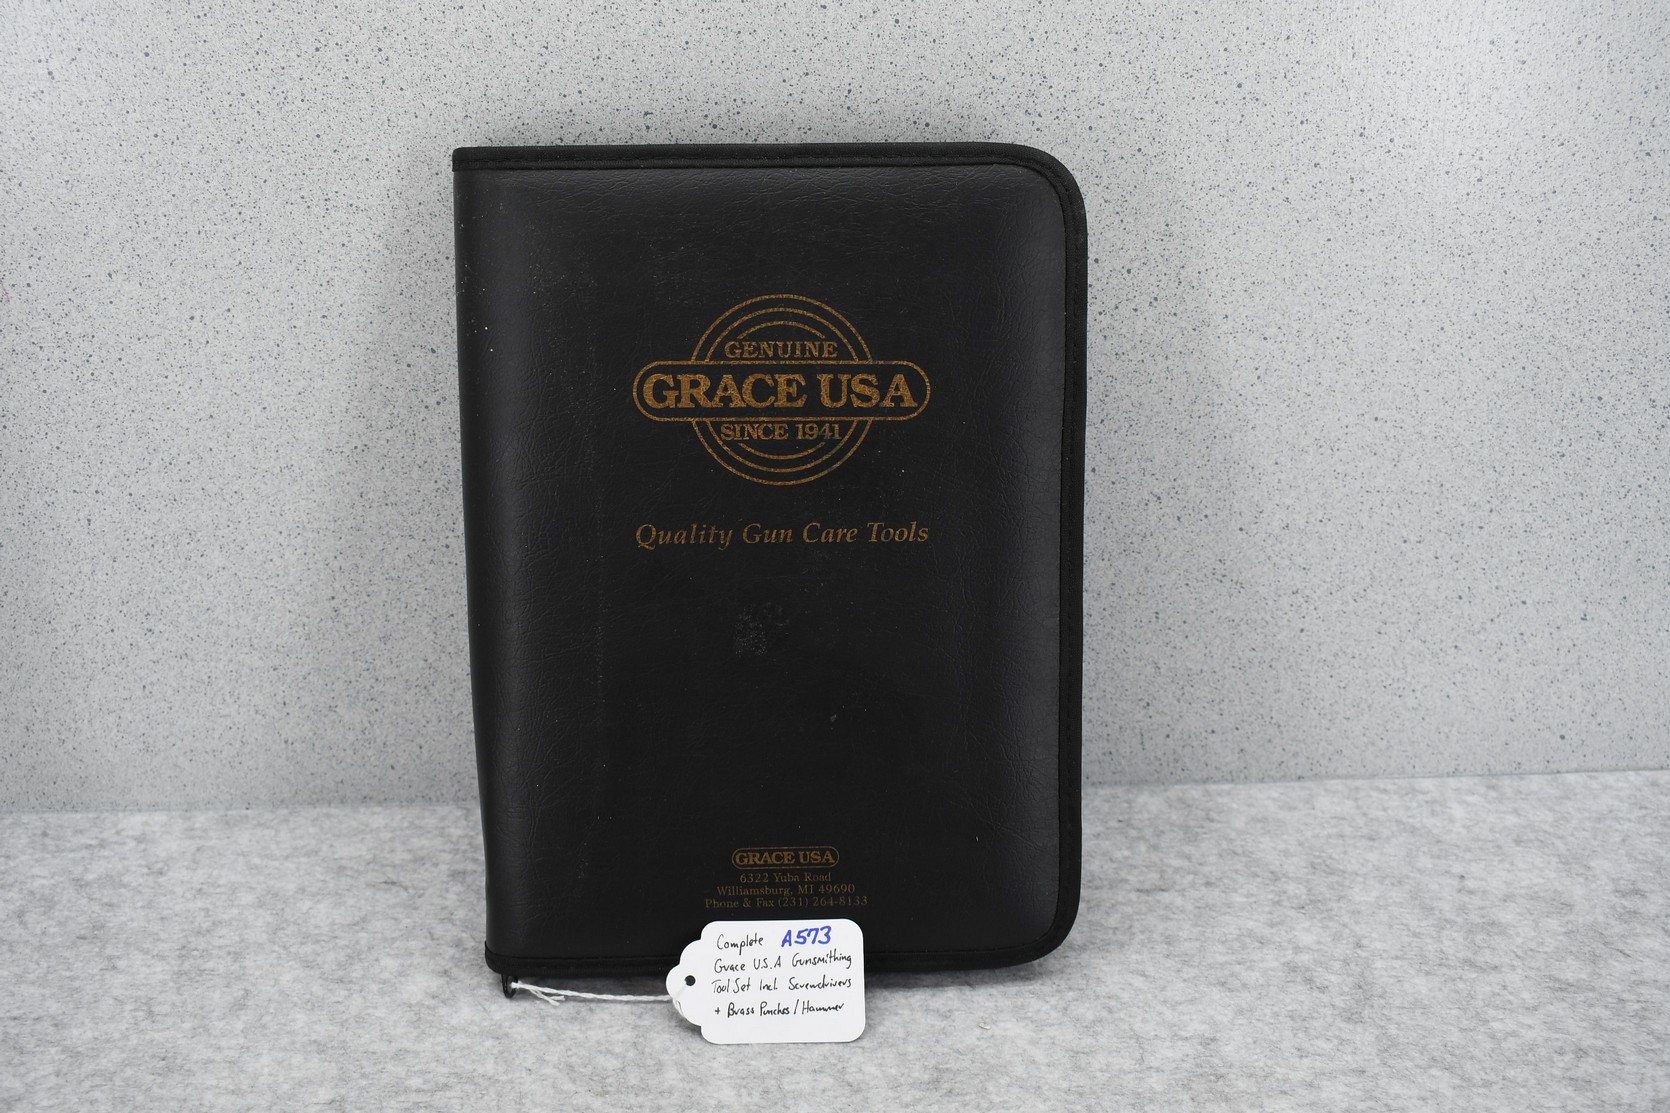 GENUINE
GRACE USA
SINCE 1941
Quality Gun Care Tools
GRACE USA
6322 Yuba Road
Williamsburg, MI 49690
Phone & Fax (231) 264-8133
Complete A573
Grace U.S.A Gunsmithing
Tool Set Incl. Screwdrivers
+ Brass Punches / Hammer